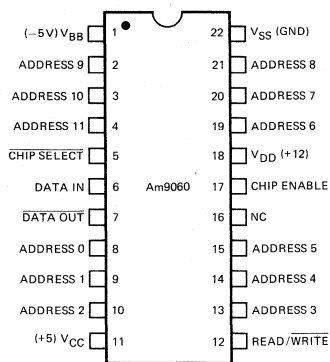 (−5V) VBB 1 22 VSS (GND)
ADDRESS 9 2 21 ADDRESS 8
ADDRESS 10 3 20 ADDRESS 7
ADDRESS 11 4 19 ADDRESS 6
CHIP SELECT 5 18 VDD (+12)
DATA IN 6 Am9060 17 CHIP ENABLE
DATA OUT 7 16 NC
ADDRESS 0 8 15 ADDRESS 5
ADDRESS 1 9 14 ADDRESS 4
ADDRESS 2 10 13 ADDRESS 3
(+5) VCC 11 12 READ/WRITE